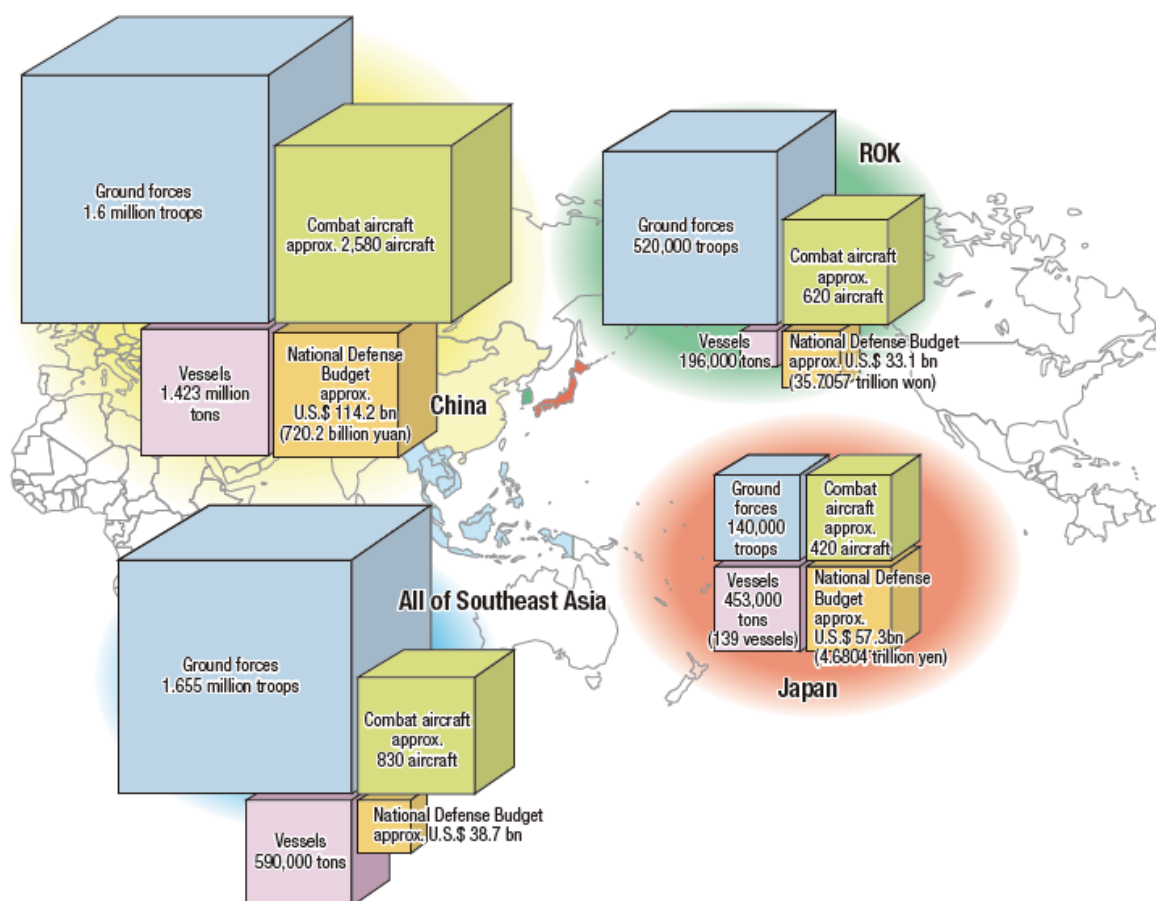 Ground forces
1.6 million troops
Combat aircraft
approx. 2,580 aircraft
Vessels
1.423 million
tons
National Defense
Budget
approx.
U.S.$ 114.2 bn
(720.2 billion yuan)
China
ROK
Ground forces
520,000 troops
Combat aircraft
approx.
620 aircraft
Vessels
196,000 tons
National Defense Budget
approx. U.S.$ 33.1 bn
(35.7057 trillion won)
Ground
forces
140,000
troops
Combat
aircraft
approx.
420 aircraft
Vessels
453,000
tons
(139 vessels)
National Defense
Budget
approx.
U.S.$ 57.3bn
(4.6804 trillion yen)
Japan
All of Southeast Asia
Ground forces
1.655 million troops
Combat aircraft
approx.
830 aircraft
Vessels
590,000 tons
National Defense Budget
approx. U.S.$ 38.7 bn